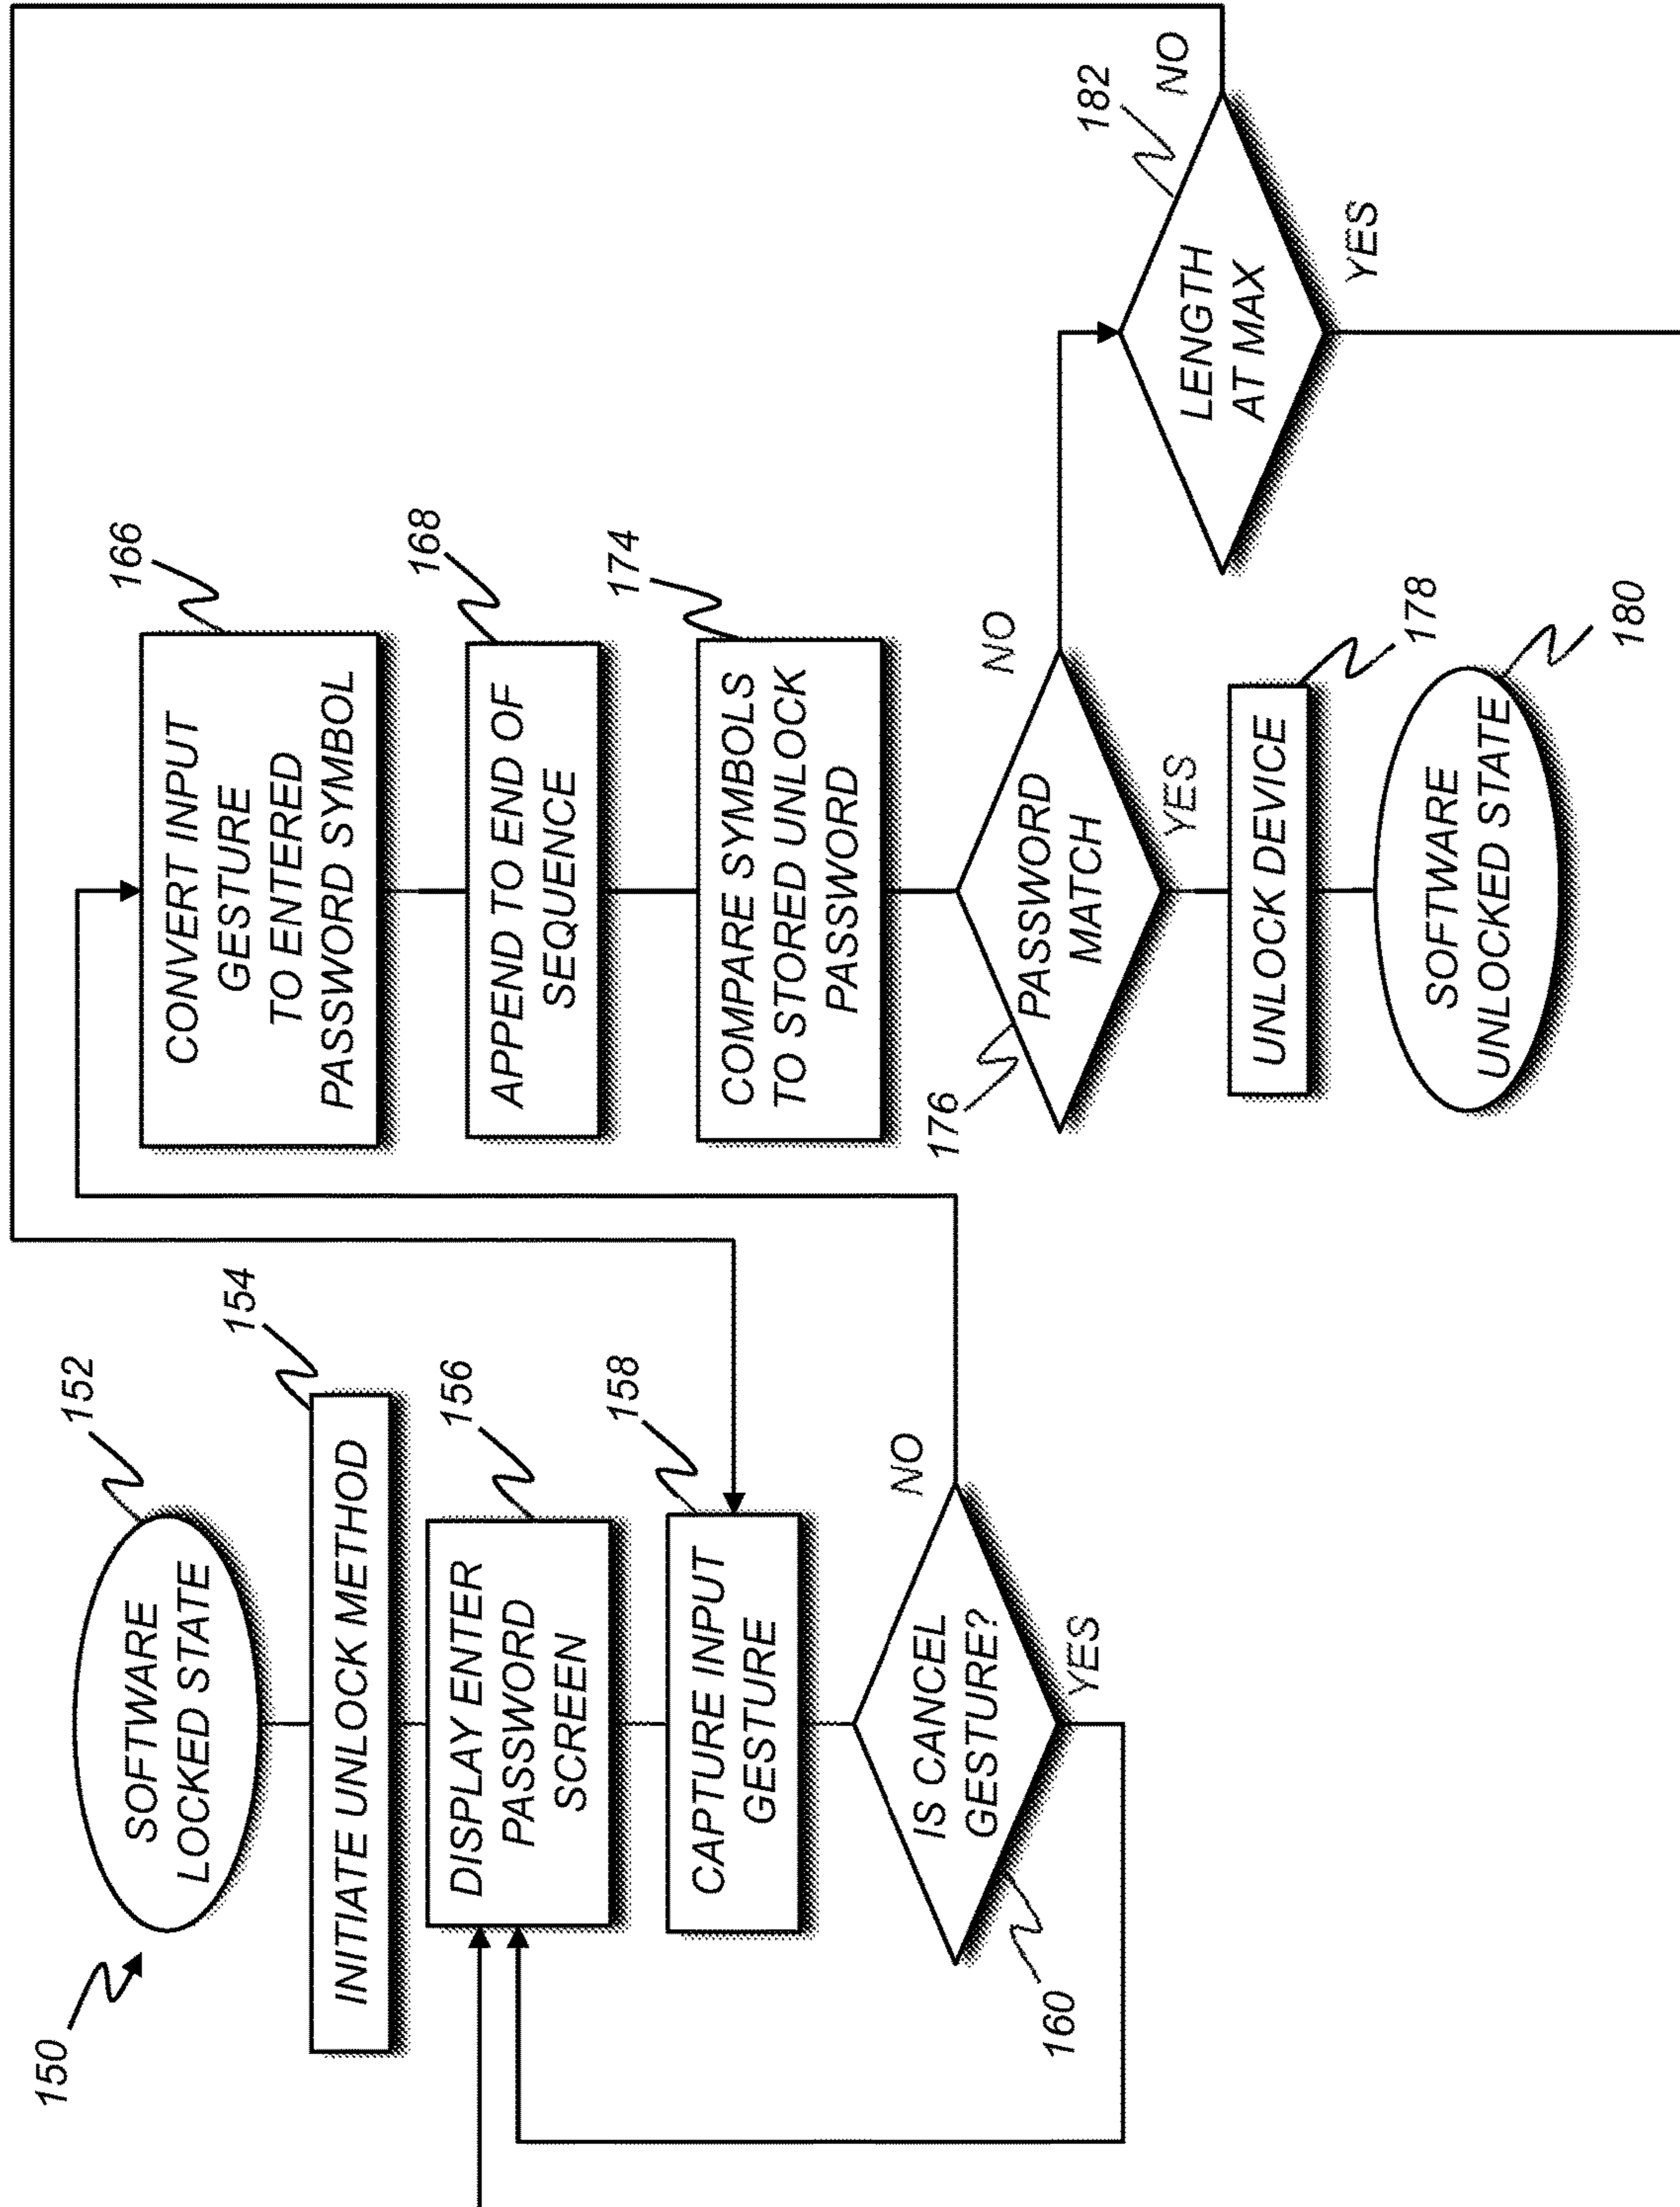 150
152
SOFTWARE
LOCKED STATE
154
INITIATE UNLOCK METHOD
156
DISPLAY ENTER
PASSWORD
SCREEN
158
CAPTURE INPUT
GESTURE
IS CANCEL
GESTURE?
NO
YES
160
166
CONVERT INPUT
GESTURE
TO ENTERED
PASSWORD SYMBOL
168
APPEND TO END OF
SEQUENCE
174
COMPARE SYMBOLS
TO STORED UNLOCK
PASSWORD
176
PASSWORD
MATCH
NO
YES
UNLOCK DEVICE
178
SOFTWARE
UNLOCKED STATE
180
182
LENGTH
AT MAX
NO
YES